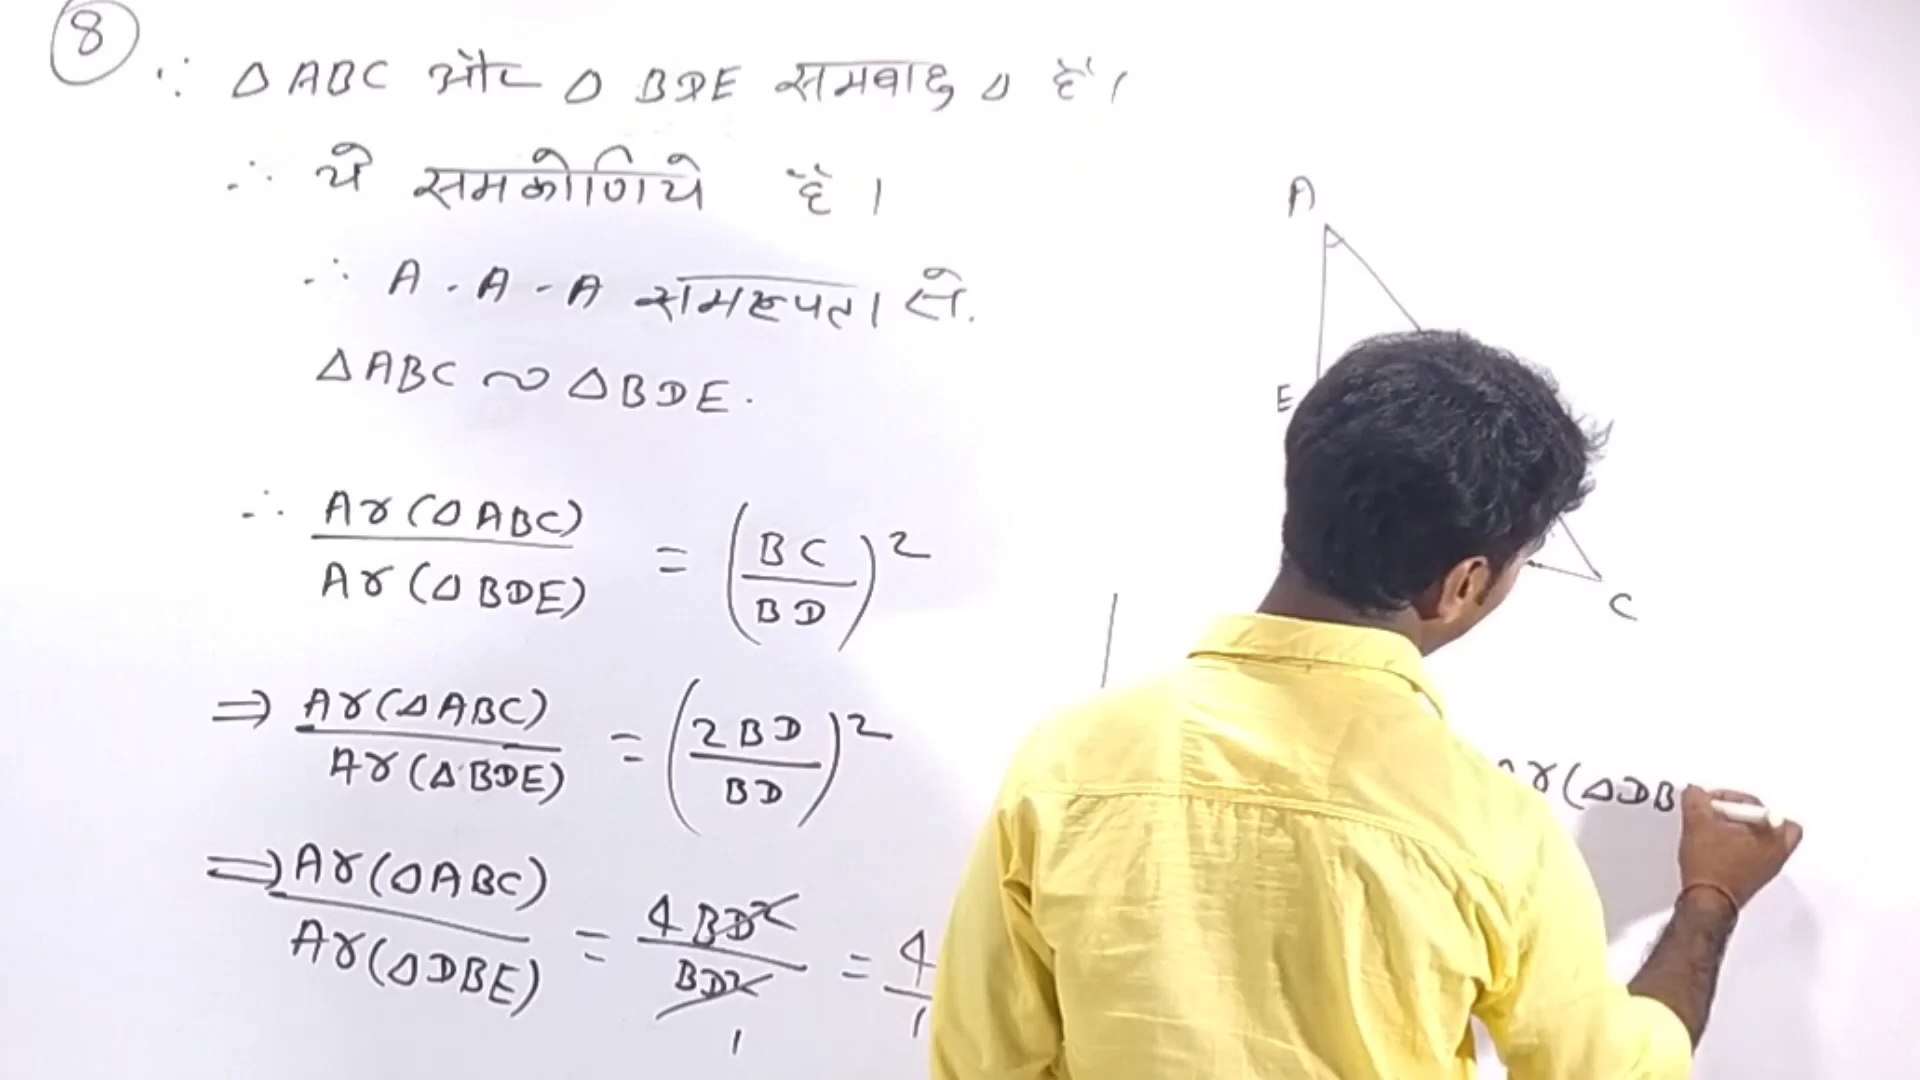 8
∵ △ ABC और △ BDE समबाहु △ हैं।
∴ ये समकोणिये हैं।
∴ A - A - A समरूपता से.
△ABC ~ △BDE.
∴ Ar(△ABC) / Ar(△BDE) = (BC / BD)²
⇒ Ar(△ABC) / Ar(△BDE) = (2BD / BD)²
⇒ Ar(△ABC) / Ar(△DBE) = 4BD² / BD² = 4 / 1
1
A
E
C
r(△DB